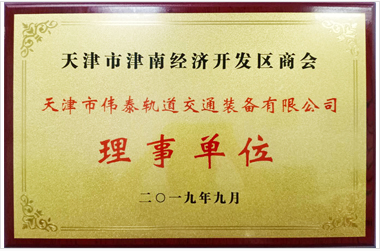 天津市津南经济开发区商会
天津市伟泰轨道交通装备有限公司
理事单位
二〇一九年九月